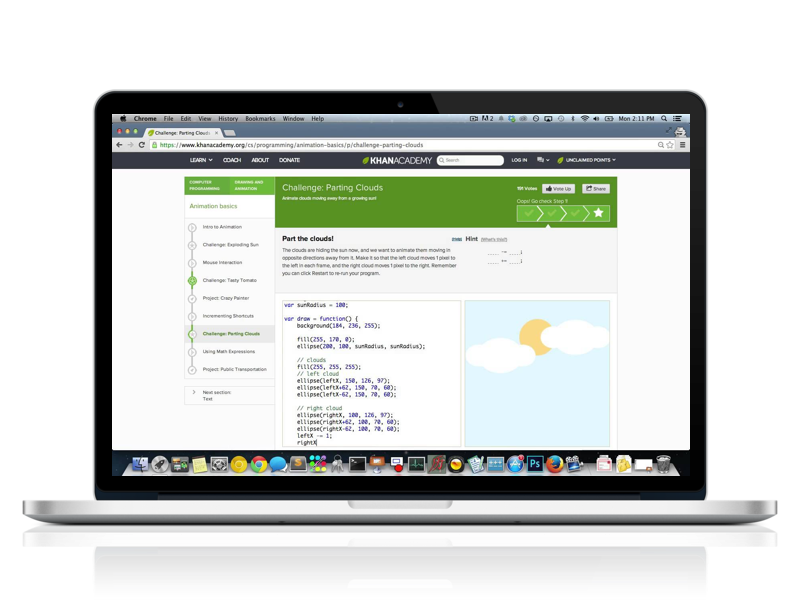 Chrome File Edit View History Bookmarks Window Help
2 Mon 2:11 PM
Challenge: Parting Clouds
https://www.khanacademy.org/cs/programming/animation-basics/p/challenge-parting-clouds
LEARN COACH ABOUT DONATE KHANACADEMY Search LOG IN UNCLAIMED POINTS
COMPUTER PROGRAMMING
DRAWING AND ANIMATION
Animation basics
Intro to Animation
Challenge: Exploding Sun
Mouse Interaction
Challenge: Tasty Tomato
Project: Crazy Painter
Incrementing Shortcuts
Challenge: Parting Clouds
Using Math Expressions
Project: Public Transportation
Next section
Text
Challenge: Parting Clouds
Animate clouds moving away from a growing sun!
Votes Vote Up Share
Oops! Go check Step 1!
Part the clouds!
The clouds are hiding the sun now, and we want to animate them moving in
opposite directions away from it. Make it so that the left cloud moves 1 pixel to
the left in each frame, and the right cloud moves 1 pixel to the right. Remember
you can click Restart to re-run your program.
Hint (What's this?)
_____ -= _____;
_____ += _____;
var sunRadius = 100;
var draw = function() {
background(184, 236, 255);
fill(255, 170, 0);
ellipse(200, 100, sunRadius, sunRadius);
// clouds
fill(255, 255, 255);
// left cloud
ellipse(leftX, 150, 126, 97);
ellipse(leftX+62, 150, 70, 60);
ellipse(leftX-62, 150, 70, 60);
// right cloud
ellipse(rightX, 100, 126, 97);
ellipse(rightX+62, 100, 70, 60);
ellipse(rightX-62, 100, 70, 60);
leftX -= 1;
rightX
Ps